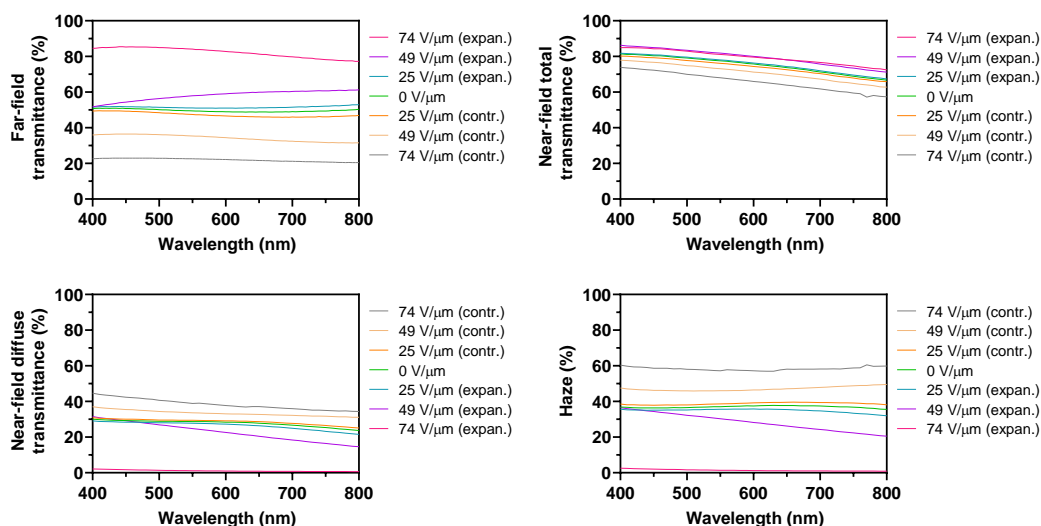 Far-field
transmittance (%)
100
80
60
40
20
0
400
500
600
700
800
Wavelength (nm)
74 V/μm (expan.)
49 V/μm (expan.)
25 V/μm (expan.)
0 V/μm
25 V/μm (contr.)
49 V/μm (contr.)
74 V/μm (contr.)
Near-field total
transmittance (%)
100
80
60
40
20
0
400
500
600
700
800
Wavelength (nm)
74 V/μm (expan.)
49 V/μm (expan.)
25 V/μm (expan.)
0 V/μm
25 V/μm (contr.)
49 V/μm (contr.)
74 V/μm (contr.)
Near-field diffuse
transmittance (%)
100
80
60
40
20
0
400
500
600
700
800
Wavelength (nm)
74 V/μm (contr.)
49 V/μm (contr.)
25 V/μm (contr.)
0 V/μm
25 V/μm (expan.)
49 V/μm (expan.)
74 V/μm (expan.)
Haze (%)
100
80
60
40
20
0
400
500
600
700
800
Wavelength (nm)
74 V/μm (contr.)
49 V/μm (contr.)
25 V/μm (contr.)
0 V/μm
25 V/μm (expan.)
49 V/μm (expan.)
74 V/μm (expan.)